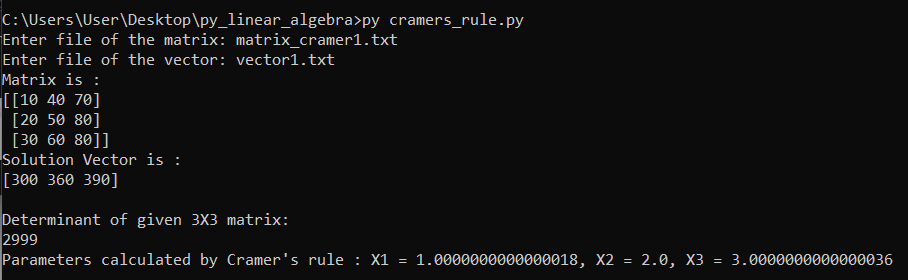 C:\Users\User\Desktop\py_linear_algebra>py cramers_rule.py
Enter file of the matrix: matrix_cramer1.txt
Enter file of the vector: vector1.txt
Matrix is :
[[10 40 70]
 [20 50 80]
 [30 60 80]]
Solution Vector is :
[300 360 390]
Determinant of given 3X3 matrix:
2999
Parameters calculated by Cramer's rule : X1 = 1.0000000000000018, X2 = 2.0, X3 = 3.0000000000000036